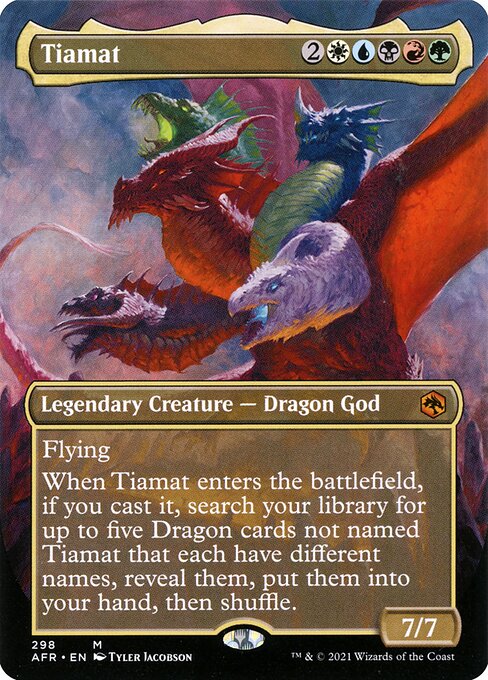 Tiamat 2
Legendary Creature — Dragon God
Flying
When Tiamat enters the battlefield,
if you cast it, search your library for
up to five Dragon cards not named
Tiamat that each have different
names, reveal them, put them into
your hand, then shuffle.
7/7
298 M
AFR • EN Tyler Jacobson ™ & © 2021 Wizards of the Coast